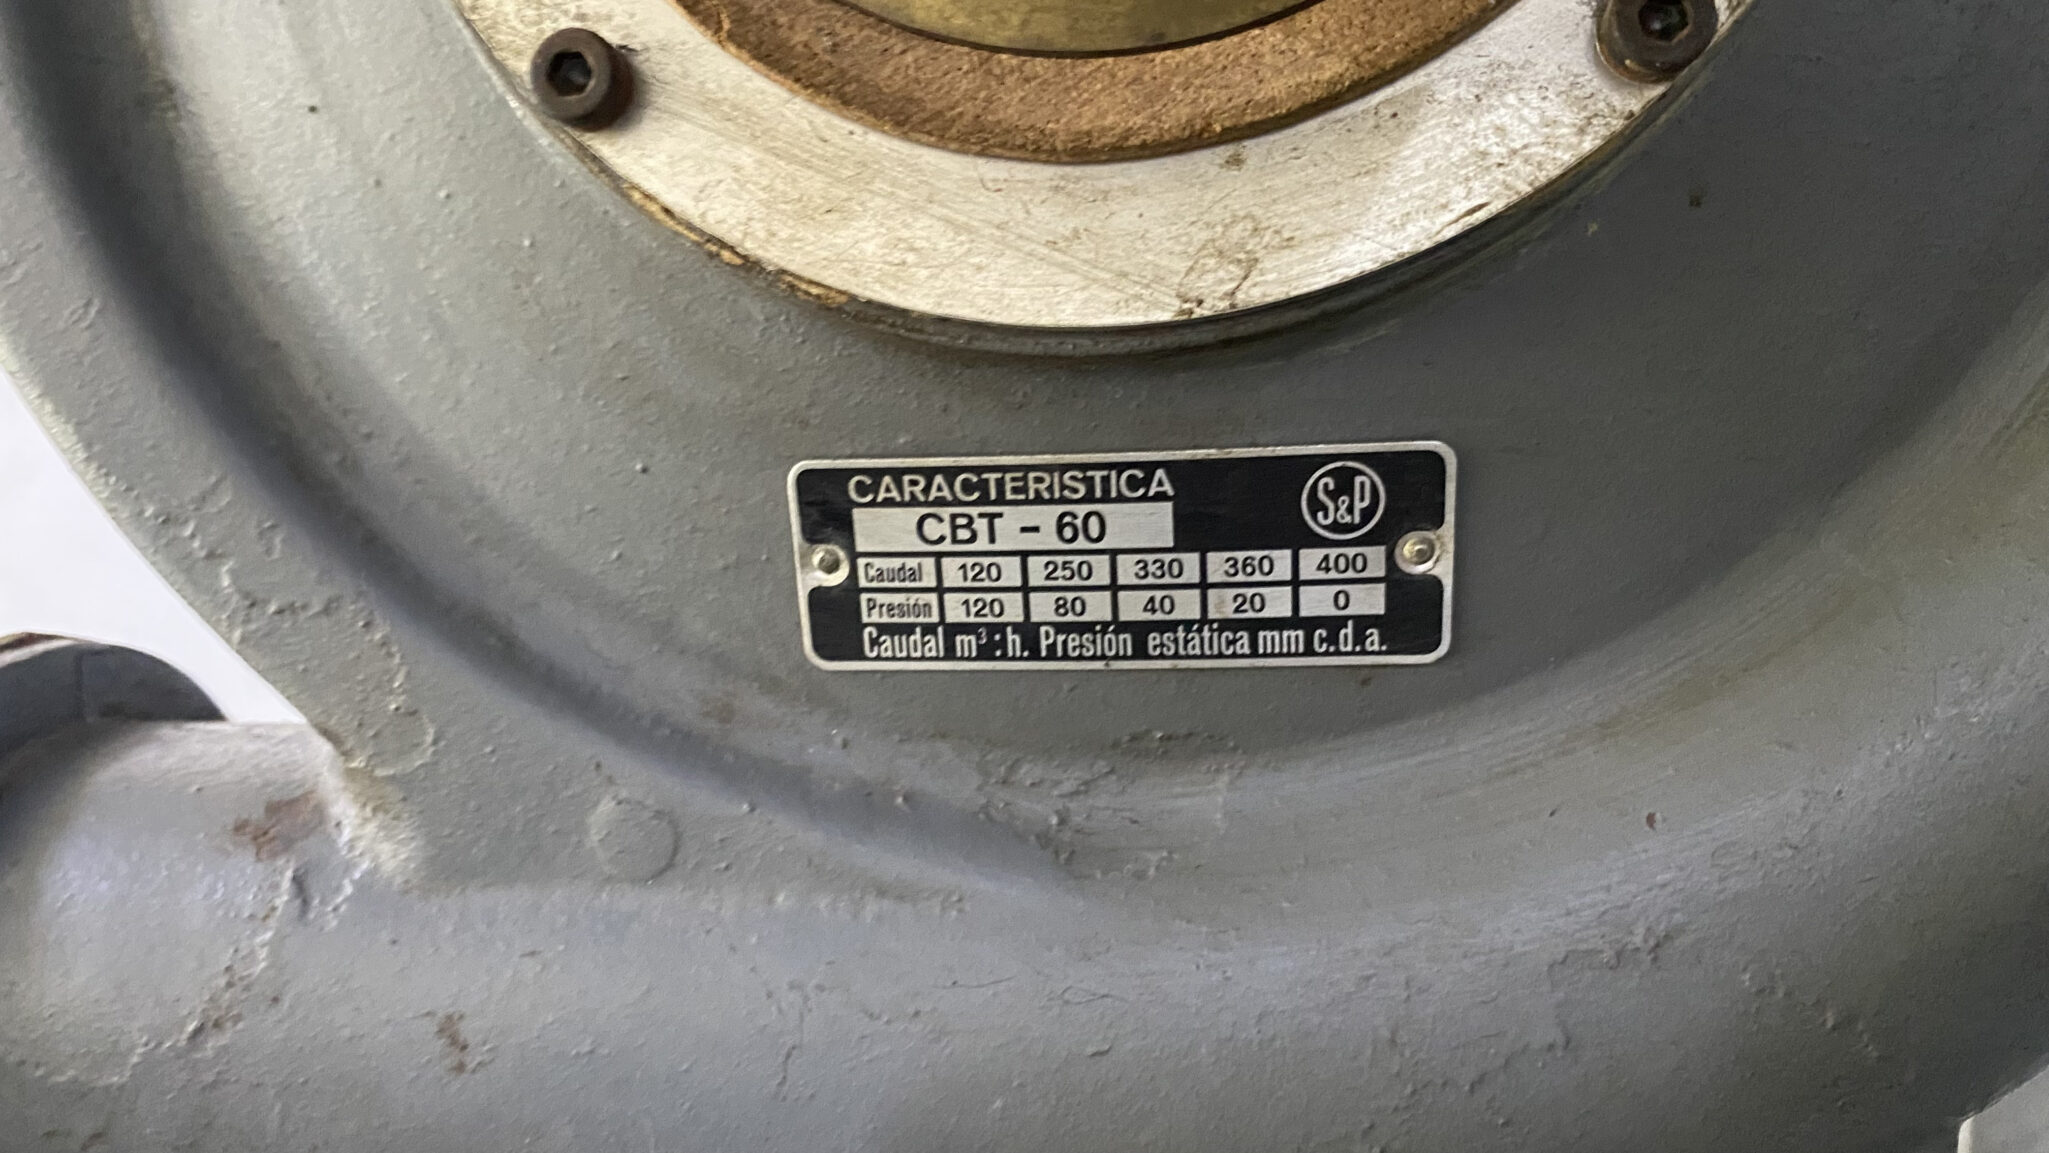 CARACTERISTICA
S&P
CBT - 60
Caudal 120 250 330 360 400
Presión 120 80 40 20 0
Caudal m³:h. Presión estática mm c.d.a.